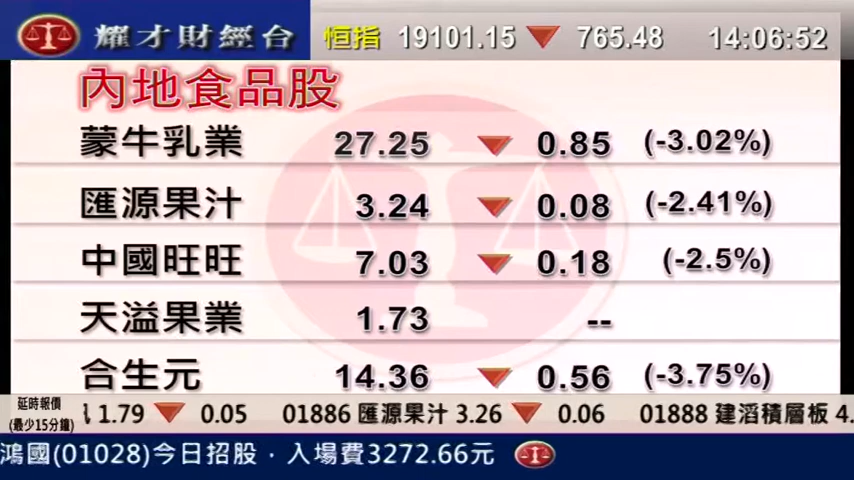 耀才財經台 恒指 19101.15 765.48 14:06:52
內地食品股
蒙牛乳業 27.25 0.85 (-3.02%)
匯源果汁 3.24 0.08 (-2.41%)
中國旺旺 7.03 0.18 (-2.5%)
天溢果業 1.73 --
合生元 14.36 0.56 (-3.75%)
延時報價
(最少15分鐘)
1.79 0.05 01886 匯源果汁 3.26 0.06 01888 建滔積層板 4.
鴻國(01028)今日招股，入場費3272.66元